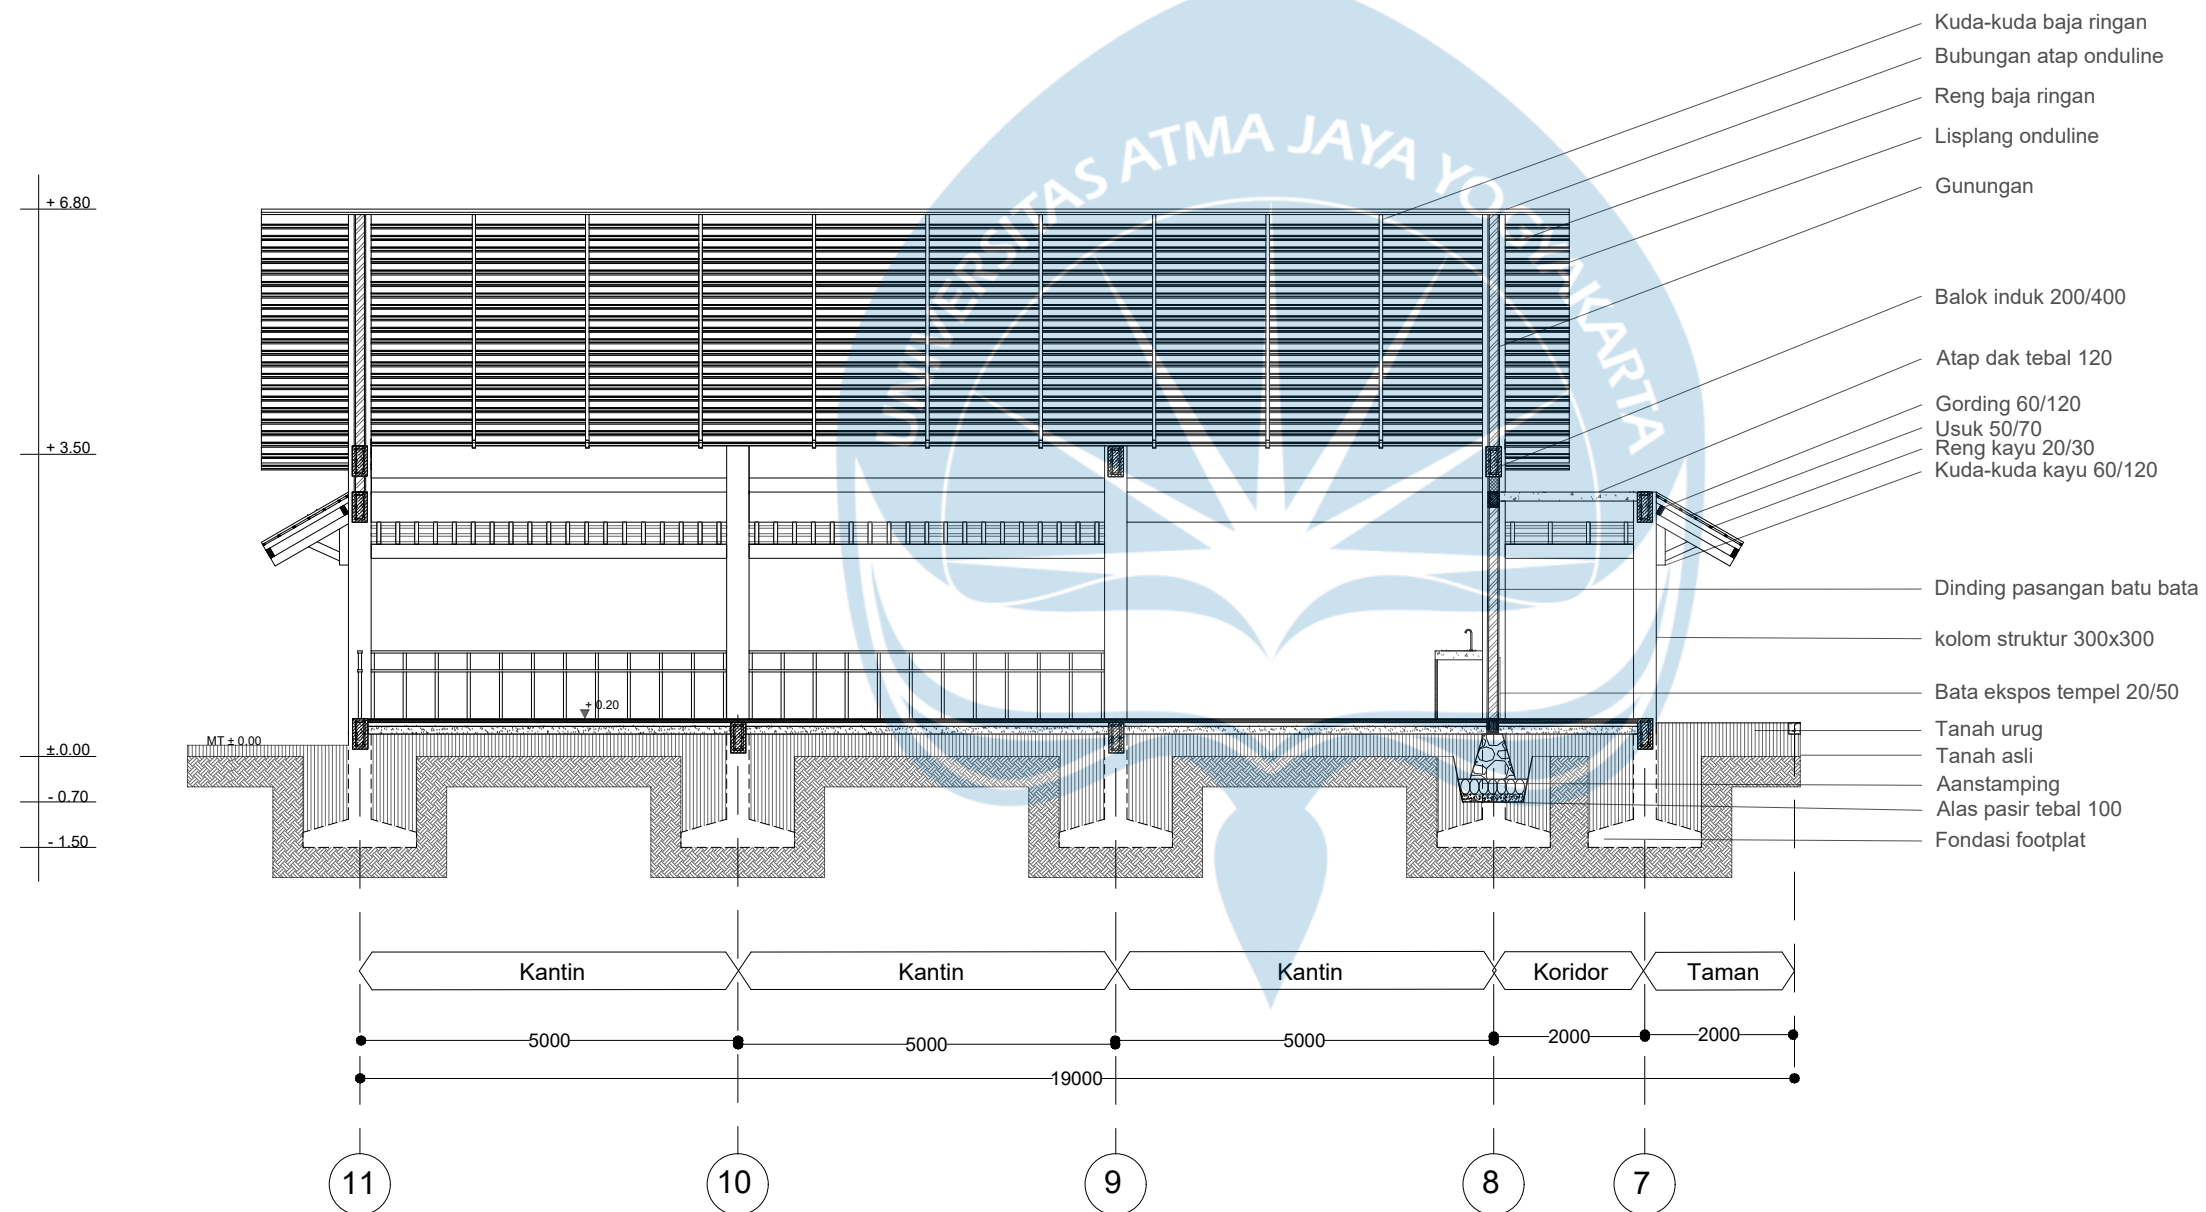 Kuda-kuda baja ringan
Bubungan atap onduline
Reng baja ringan
Lisplang onduline
Gunungan
Balok induk 200/400
Atap dak tebal 120
Gording 60/120
Usuk 50/70
Reng kayu 20/30
Kuda-kuda kayu 60/120
Dinding pasangan batu bata
kolom struktur 300x300
Bata ekspos tempel 20/50
Tanah urug
Tanah asli
Aanstamping
Alas pasir tebal 100
Fondasi footplat
UNIVERSITAS ATMA JAYA YOGYAKARTA
+ 6.80
+ 3.50
±0.00
- 0.70
- 1.50
MT ± 0.00
+ 0.20
Kantin
Kantin
Kantin
Koridor
Taman
5000
5000
5000
2000
2000
19000
11
10
9
8
7